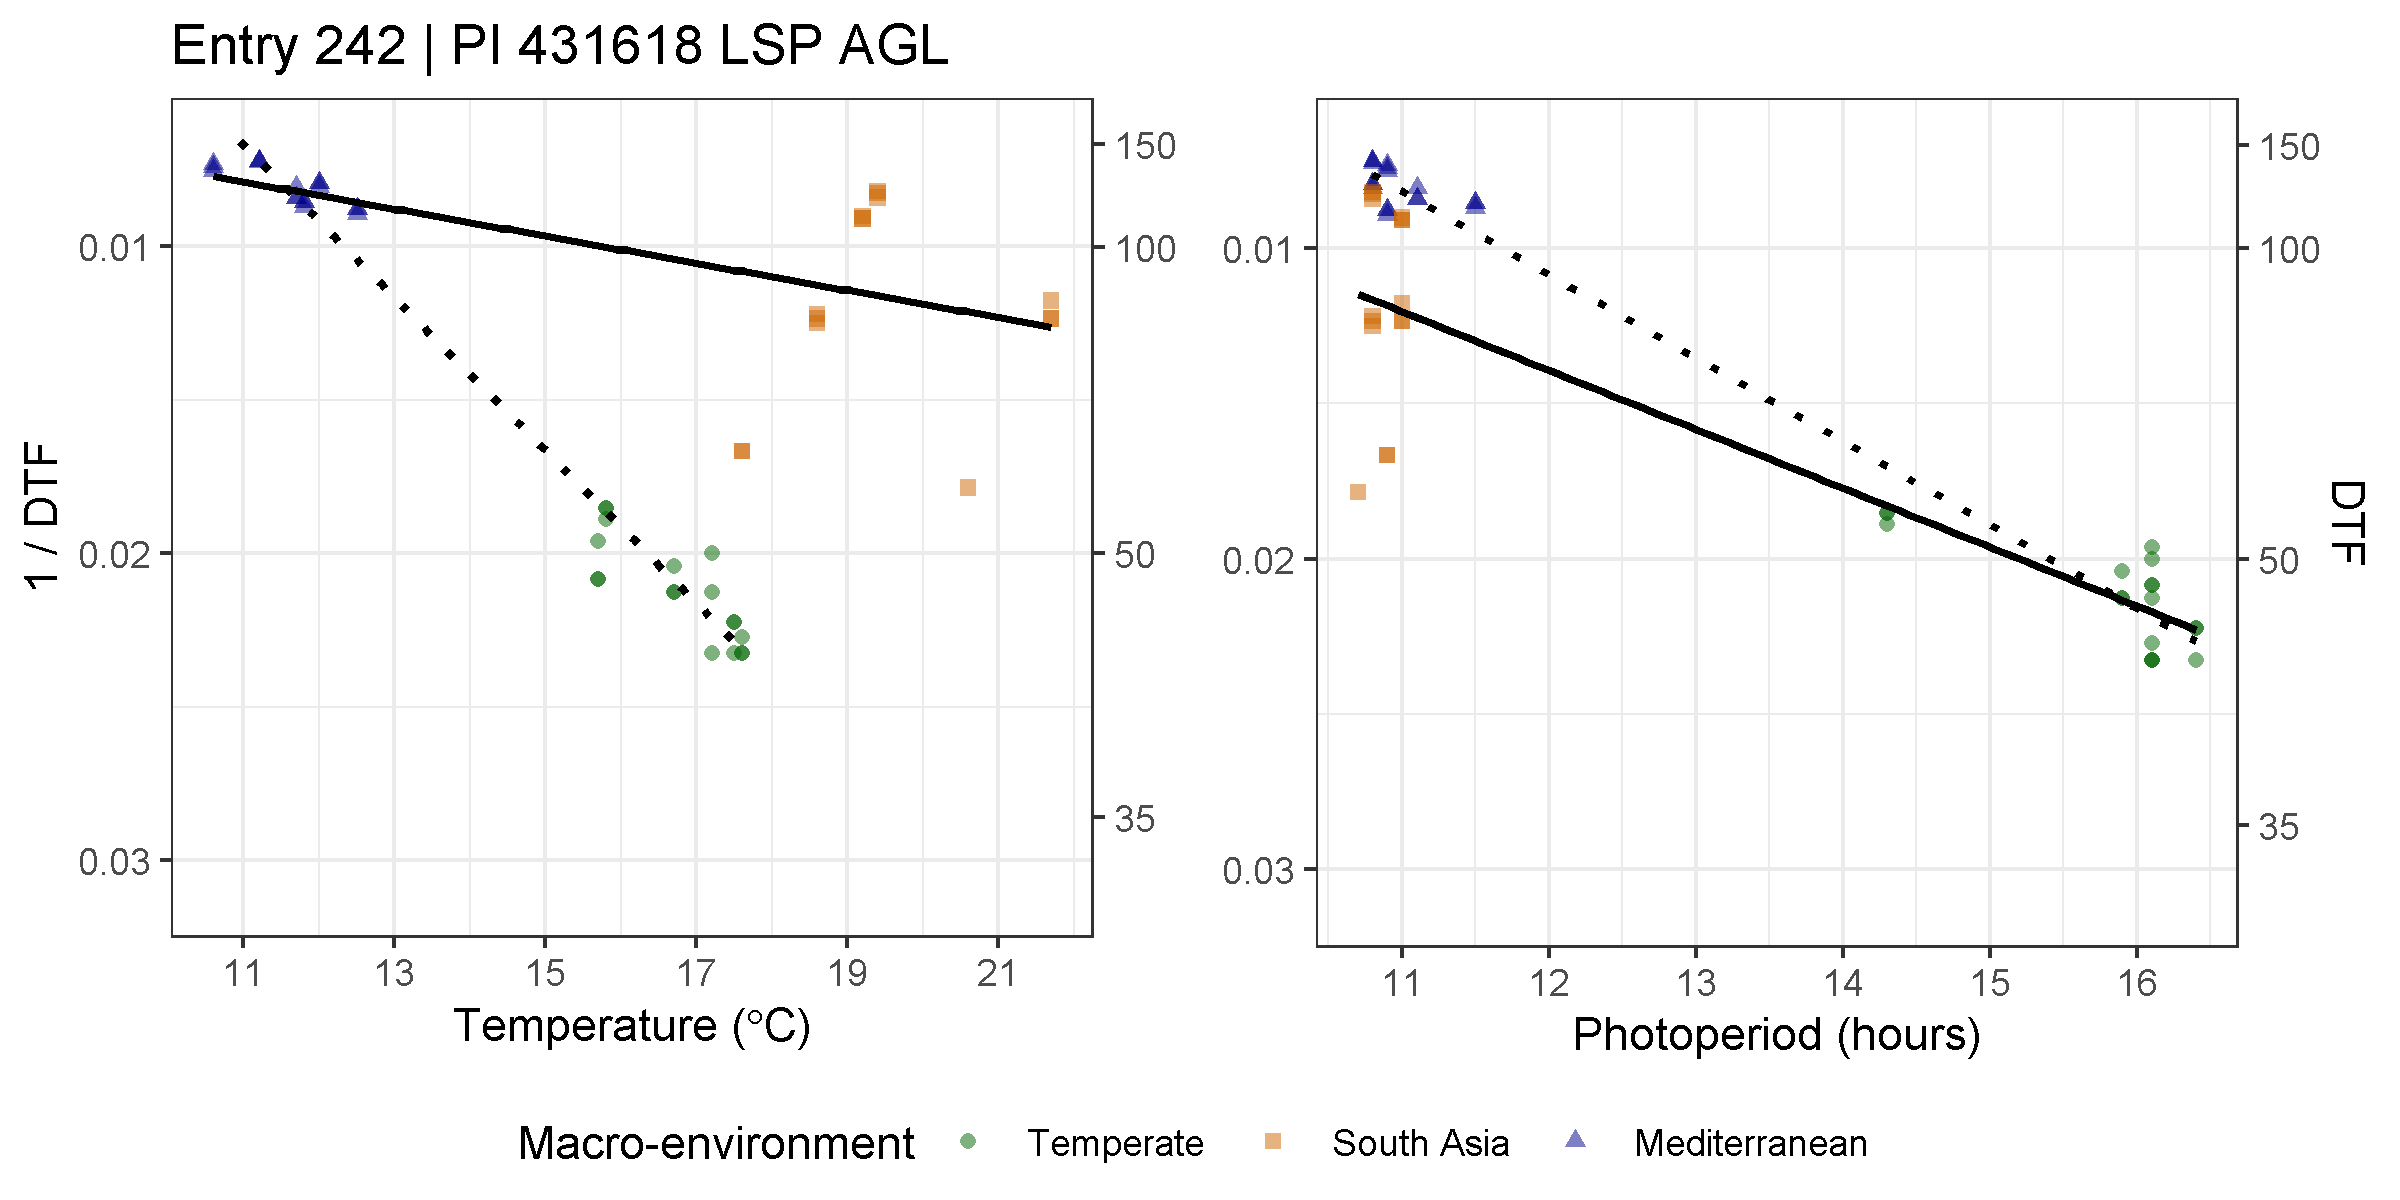 Entry 242 | PI 431618 LSP AGL
1 / DTF
0.01
0.02
0.03
150
100
50
35
11 13 15 17 19 21
Temperature (°C)
0.01
0.02
0.03
150
100
50
35
DTF
11 12 13 14 15 16
Photoperiod (hours)
Macro-environment Temperate South Asia Mediterranean